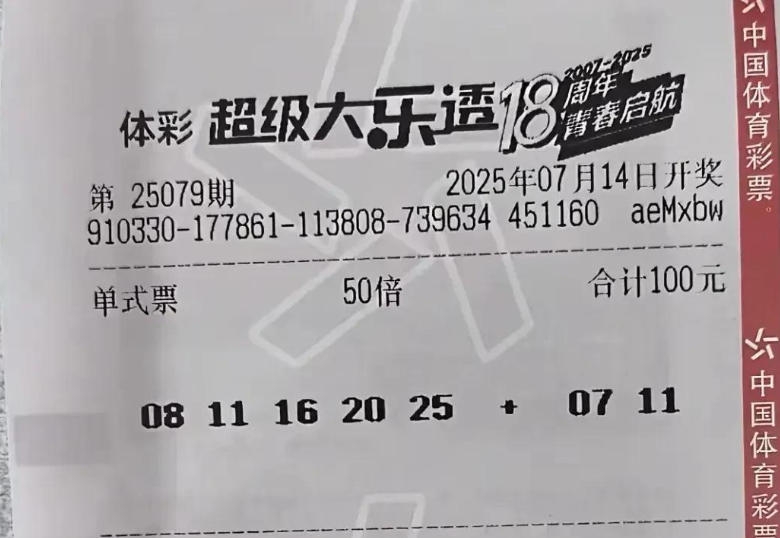 2007-2025
体彩 超级大乐透 18周年 青春启航
第 25079期 2025年07月14日开奖
910330-177861-113808-739634 451160 aeMxbw
单式票 50倍 合计100元
08 11 16 20 25 + 07 11
中国体育彩票。
中国体育彩票